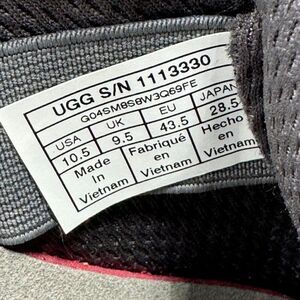 UGG S/N 1113330
G04SM8S8W3Q69FE
USA UK EU JAPAN
10.5 9.5 43.5 28.5
Made Fabriqué Hecho
In en en
Vietnam Vietnam Vietnam